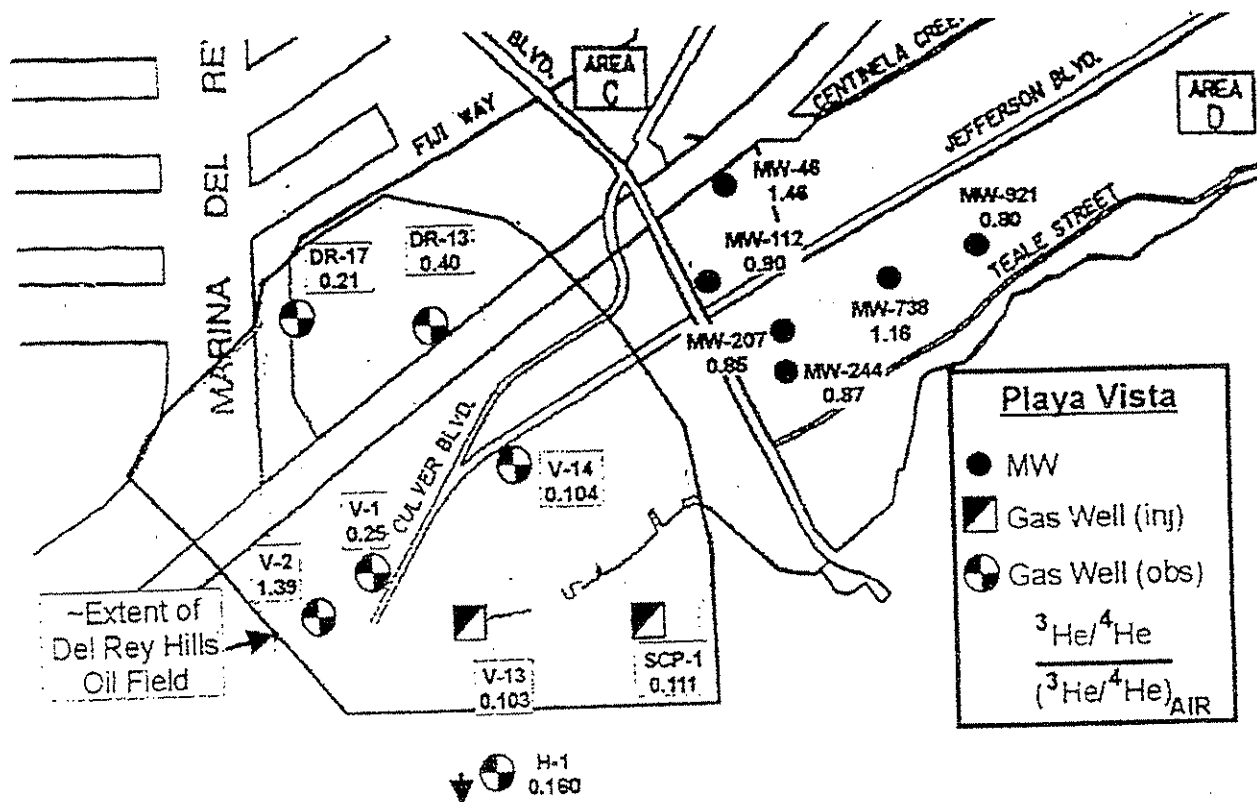 MARINA DEL RE
FIJI WAY
BLVD.
AREA
C
CENTINELA CREEK
JEFFERSON BLVD.
AREA
D
MW-46
1.46
MW-921
0.80
TEALE STREET
MW-112
0.90
DR-17
0.21
DR-13
0.40
MW-738
1.16
MW-207
0.85
MW-244
0.87
CULVER BLVD.
V-14
0.104
V-1
0.25
V-2
1.39
~Extent of
Del Rey Hills
Oil Field
V-13
0.103
SCP-1
0.111
H-1
0.160
Playa Vista
MW
Gas Well (inj)
Gas Well (obs)
³He/⁴He
(³He/⁴He)AIR